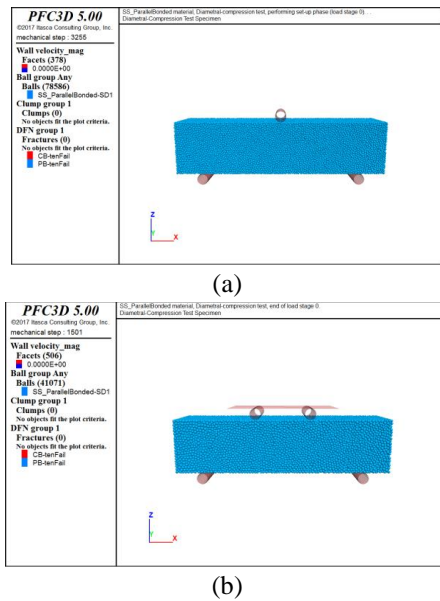 PFC3D 5.00
©2017 Itasca Consulting Group, Inc.
mechanical step : 3255
Wall velocity_mag
Facets (378)
0.0000E+00
Ball group Any
Balls (78586)
SS_ParallelBonded-SD1
Clump group 1
Clumps (0)
No objects fit the plot criteria.
DFN group 1
Fractures (0)
No objects fit the plot criteria.
CB-tenFail
PB-tenFail
SS_ParallelBonded material, Diametral-compression test, performing set-up phase (load stage 0). ...
Diametral-Compression Test Specimen
Z
Y
X
(a)
PFC3D 5.00
©2017 Itasca Consulting Group, Inc.
mechanical step : 1501
Wall velocity_mag
Facets (506)
0.0000E+00
Ball group Any
Balls (41071)
SS_ParallelBonded-SD1
Clump group 1
Clumps (0)
No objects fit the plot criteria.
DFN group 1
Fractures (0)
No objects fit the plot criteria.
CB-tenFail
PB-tenFail
SS_ParallelBonded material, Diametral-compression test, end of load stage 0.
Diametral-Compression Test Specimen
Z
Y
X
(b)